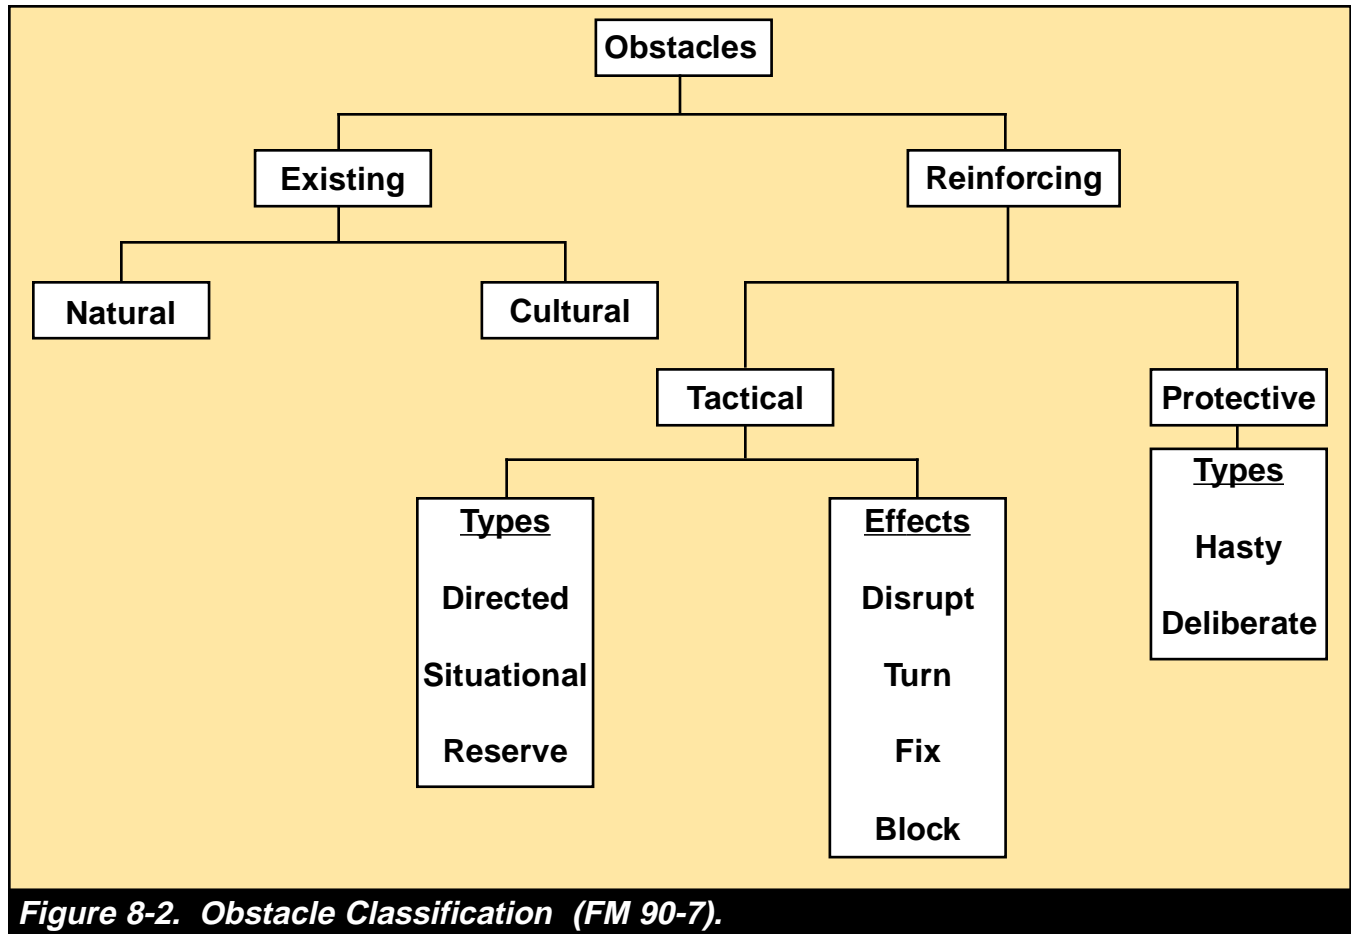 Obstacles
Existing
Reinforcing
Natural
Cultural
Tactical
Protective
Types
Directed
Situational
Reserve
Effects
Disrupt
Turn
Fix
Block
Types
Hasty
Deliberate
Figure 8-2. Obstacle Classification (FM 90-7).